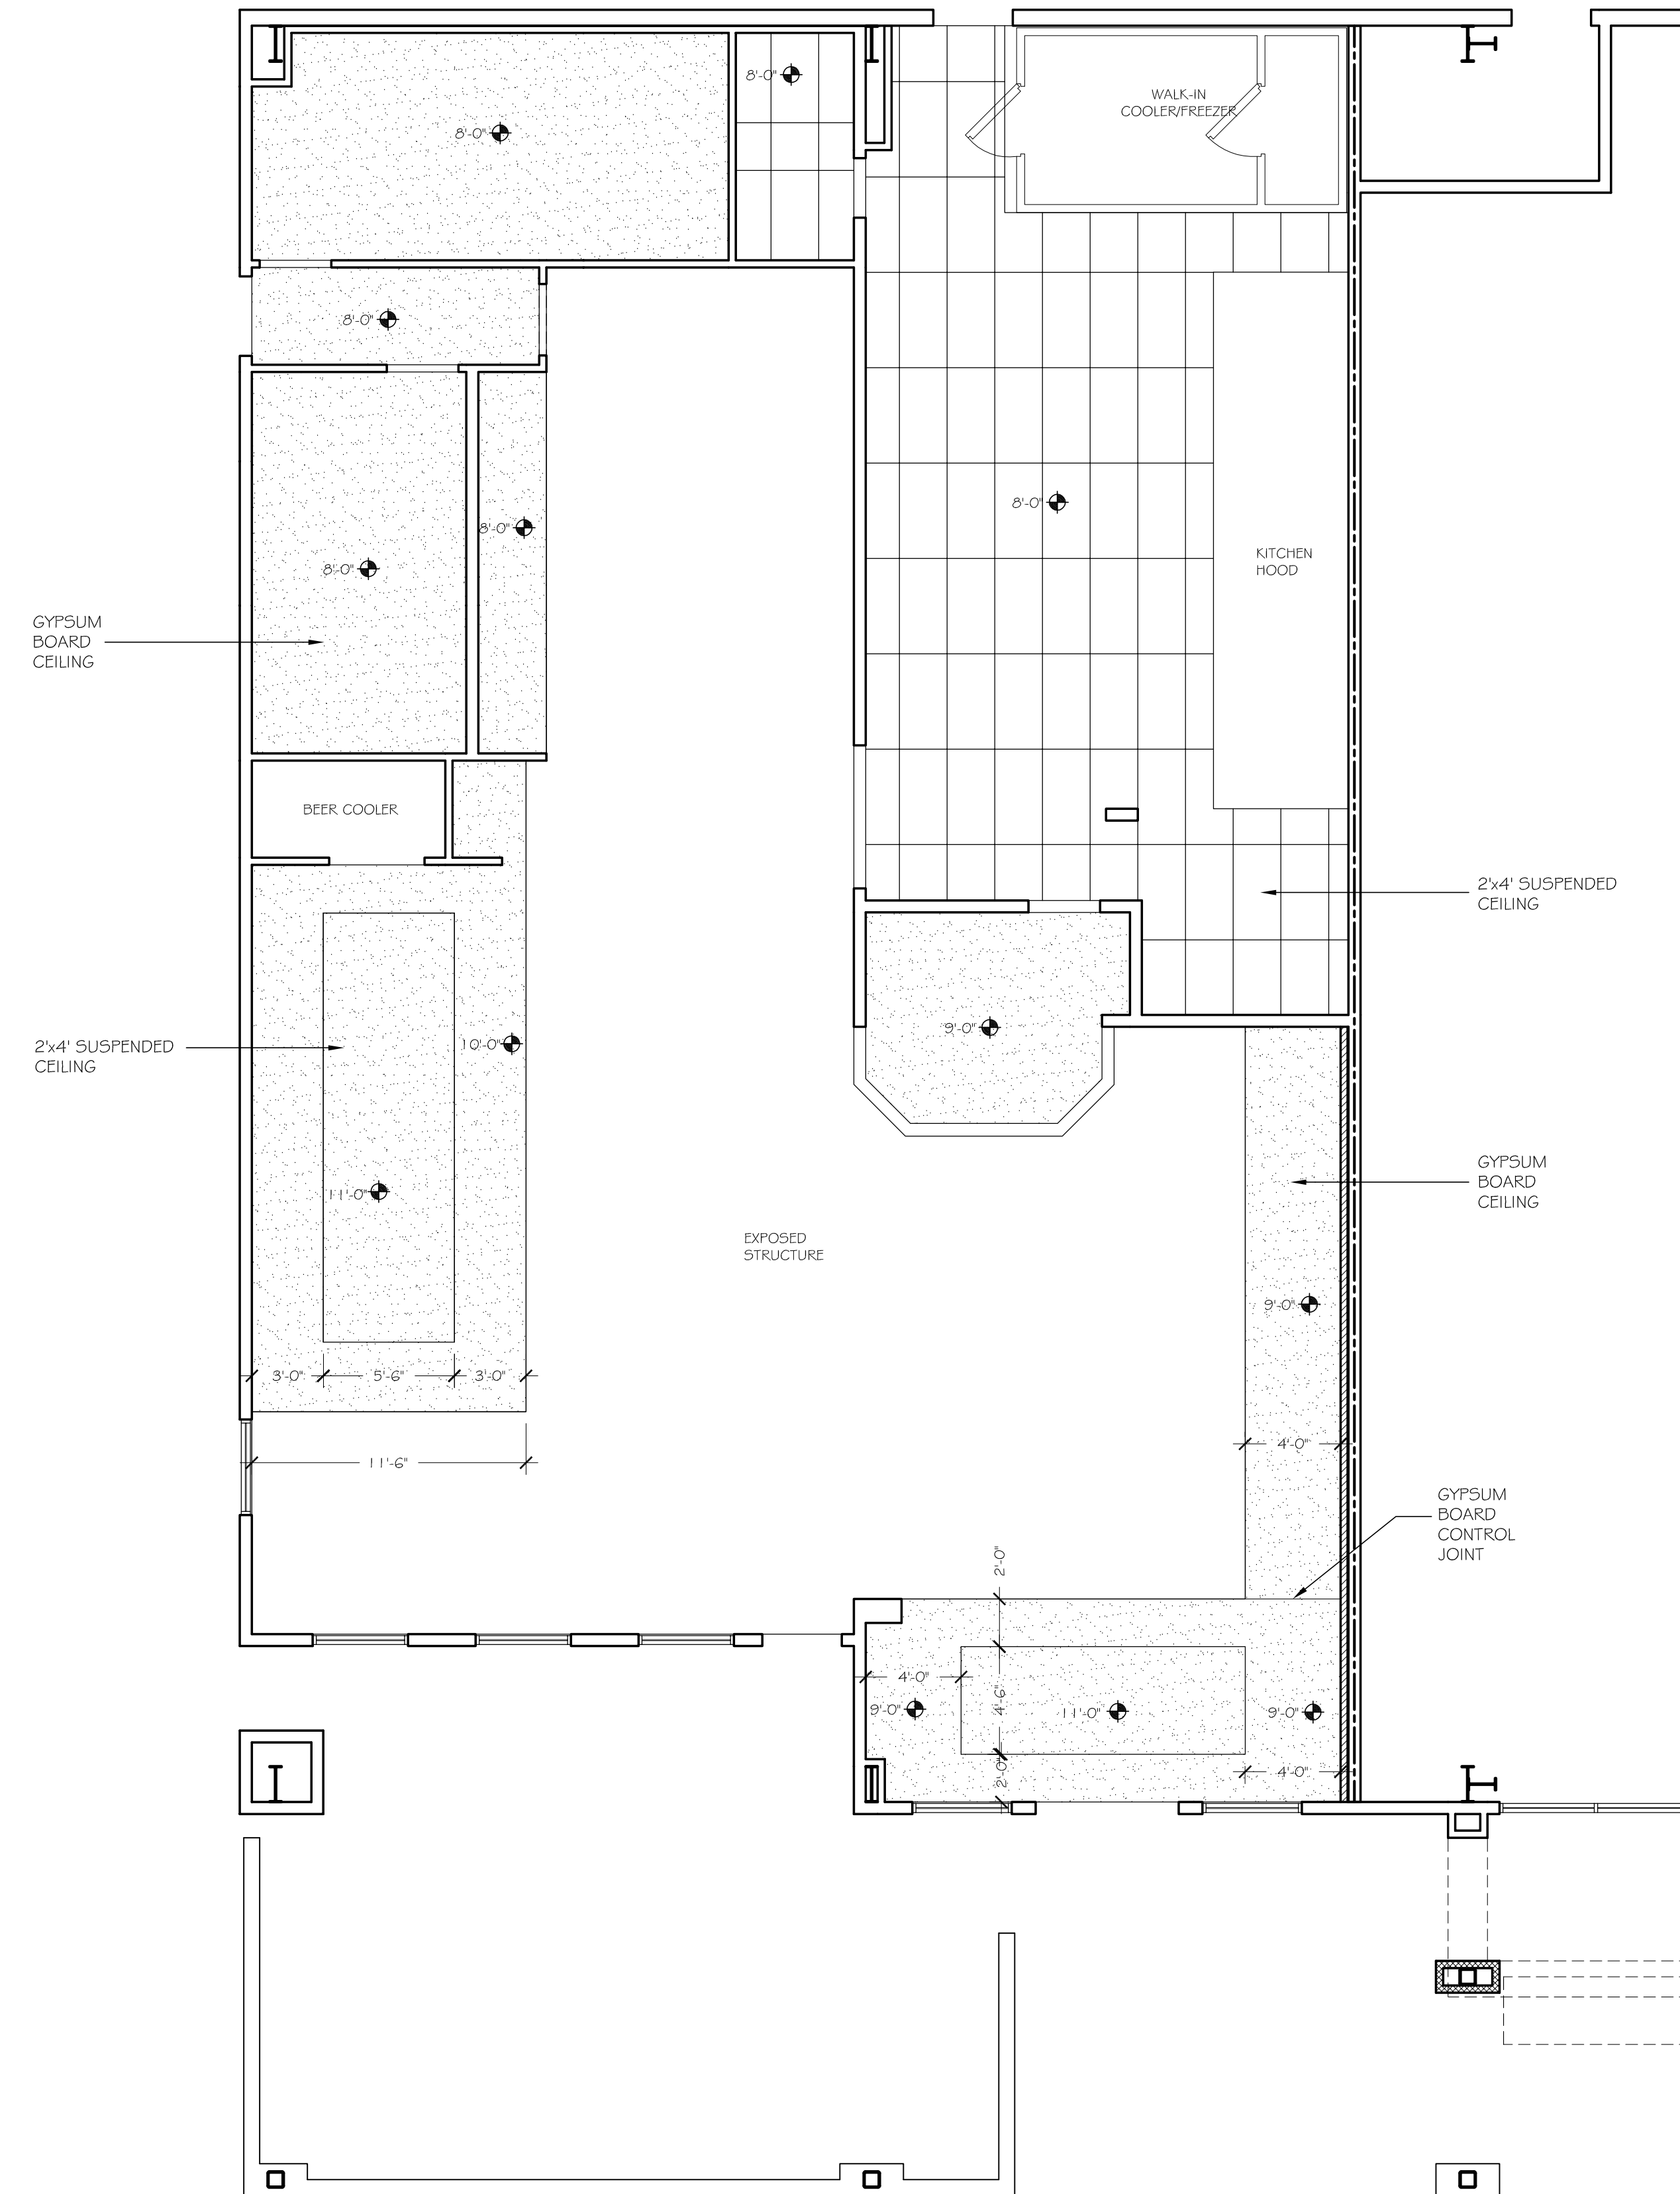 8'-0"
WALK-IN
COOLER/FREEZER
8'-0"
8'-0"
8'-0"
8'-0"
8'-0"
KITCHEN
HOOD
GYPSUM
BOARD
CEILING
BEER COOLER
2'x4' SUSPENDED
CEILING
9'-0"
2'x4' SUSPENDED
CEILING
10'-0"
GYPSUM
BOARD
CEILING
11'-0"
EXPOSED
STRUCTURE
9'-0"
3'-0"
5'-6"
3'-0"
4'-0"
11'-6"
GYPSUM
BOARD
CONTROL
JOINT
2'-0"
4'-0"
4'-6"
9'-0"
11'-0"
9'-0"
2'-0"
4'-0"